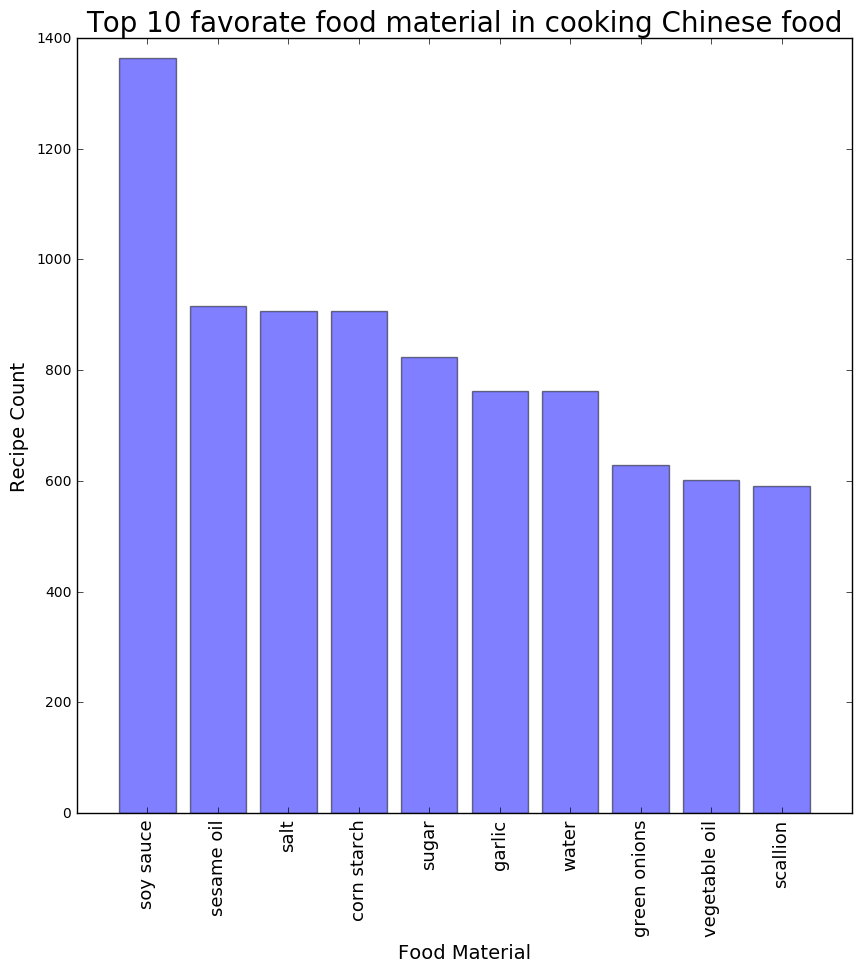 Top 10 favorate food material in cooking Chinese food
1400
1200
1000
800
600
400
200
0
Recipe Count
soy sauce
sesame oil
salt
corn starch
sugar
garlic
water
green onions
vegetable oil
scallion
Food Material